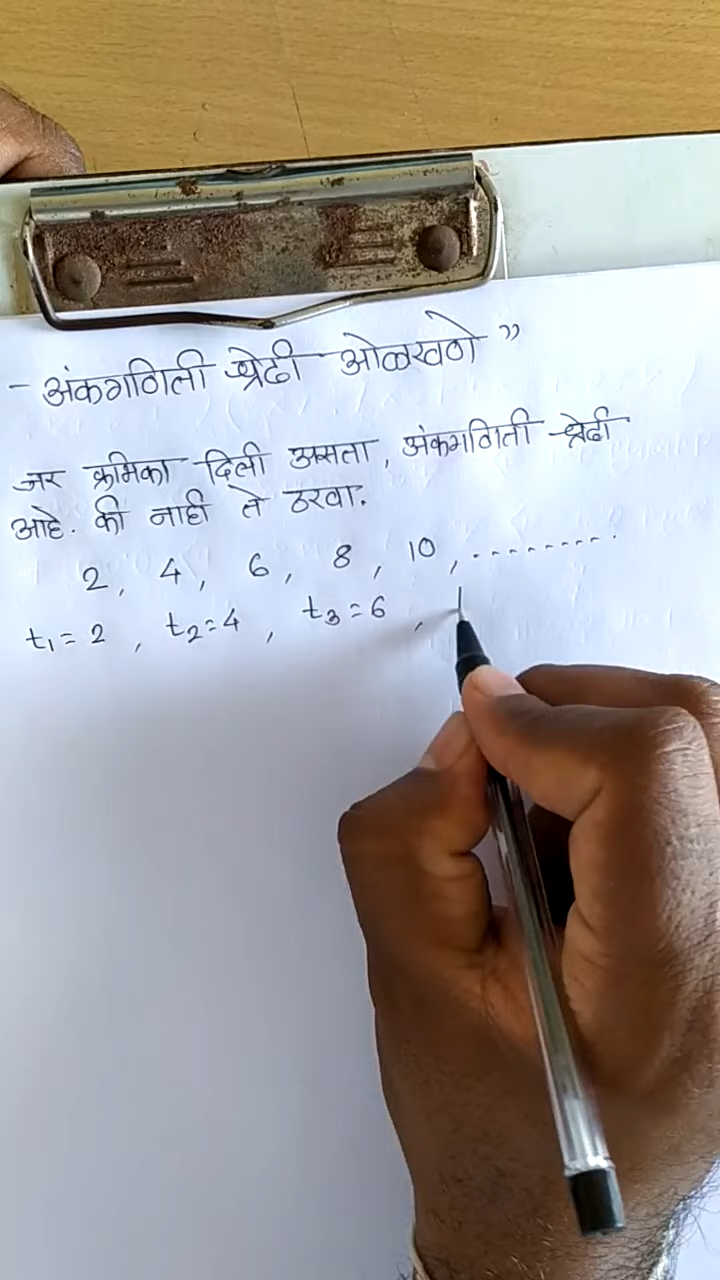 - अंकगणिती श्रेढी ओळखणे ”
जर क्रमिका दिली असता, अंकगणिती श्रेढी
आहे. की नाही ते ठरवा.
2, 4, 6, 8, 10, .........
t₁ = 2 , t₂ = 4 , t₃ = 6 ,